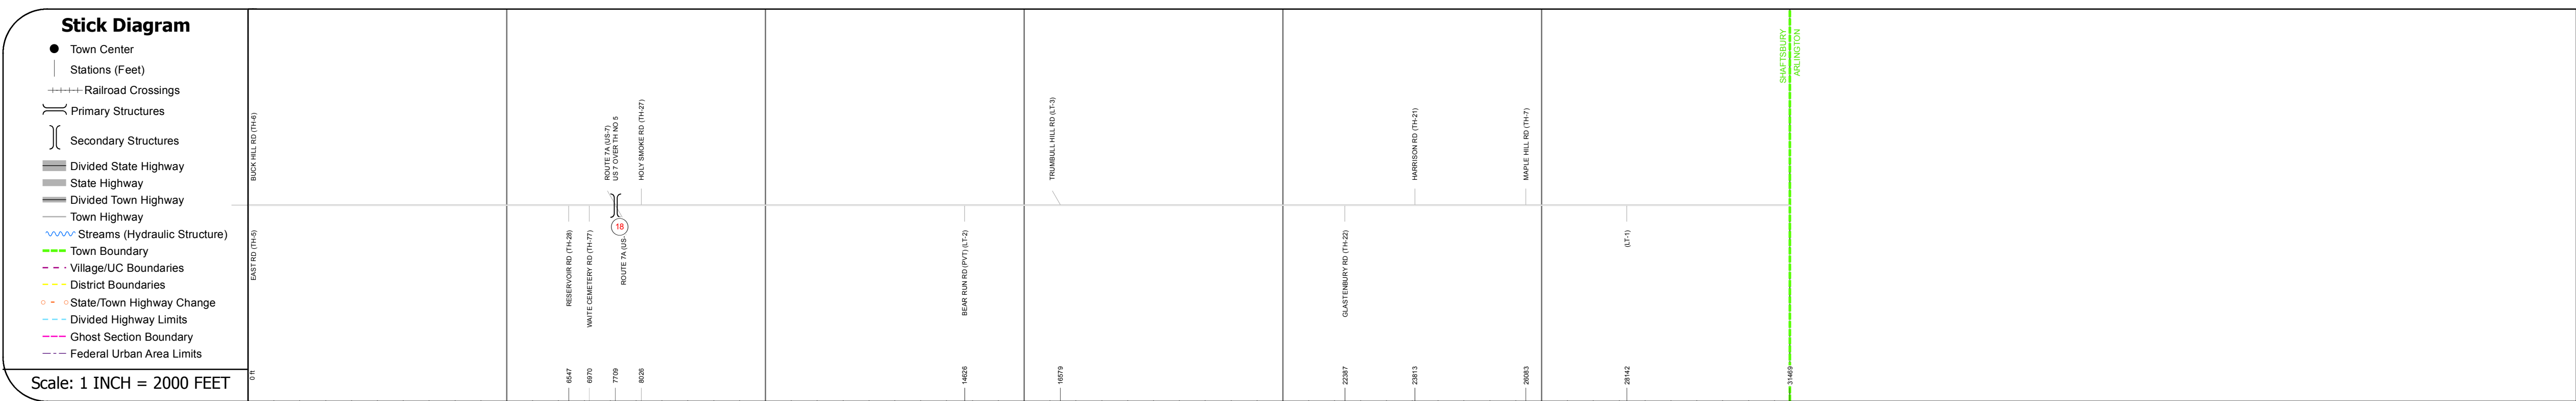 Stick Diagram
Town Center
Stations (Feet)
Railroad Crossings
Primary Structures
Secondary Structures
Divided State Highway
State Highway
Divided Town Highway
Town Highway
Streams (Hydraulic Structure)
Town Boundary
Village/UC Boundaries
District Boundaries
State/Town Highway Change
Divided Highway Limits
Ghost Section Boundary
Federal Urban Area Limits
Scale: 1 INCH = 2000 FEET
BUCK HILL RD (TH-6)
EAST RD (TH-5)
0 ft
RESERVOIR RD (TH-28)
6547
WAITE CEMETERY RD (TH-77)
6970
ROUTE 7A (US-7)
US 7 OVER TH NO 5
18
ROUTE 7A (US-
7709
HOLY SMOKE RD (TH-27)
8026
BEAR RUN RD (PVT) (LT-2)
14626
TRUMBULL HILL RD (LT-3)
16579
GLASTENBURY RD (TH-22)
22387
HARRISON RD (TH-21)
23813
MAPLE HILL RD (TH-7)
26083
(LT-1)
28142
SHAFTSBURY
ARLINGTON
31469